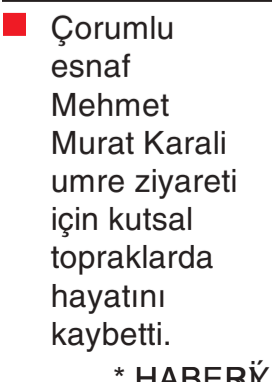 Çorumlu
esnaf
Mehmet
Murat Karali
umre ziyareti
için kutsal
topraklarda
hayatını
kaybetti.